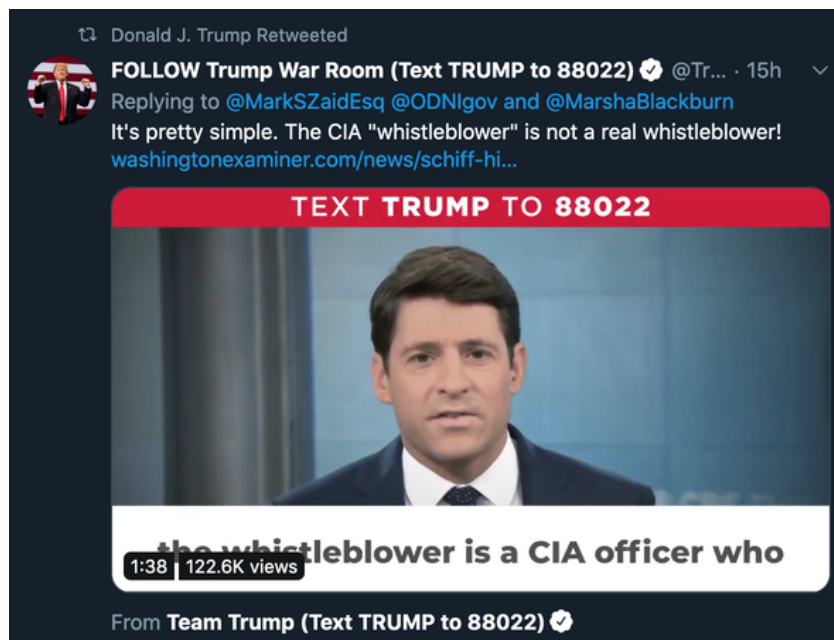 Donald J. Trump Retweeted
FOLLOW Trump War Room (Text TRUMP to 88022) @Tr... · 15h
Replying to @MarkSZaidEsq @ODNIgov and @MarshaBlackburn
It's pretty simple. The CIA "whistleblower" is not a real whistleblower!
washingtonexaminer.com/news/schiff-hi...
TEXT TRUMP TO 88022
the whistleblower is a CIA officer who
1:38 122.6K views
From Team Trump (Text TRUMP to 88022)